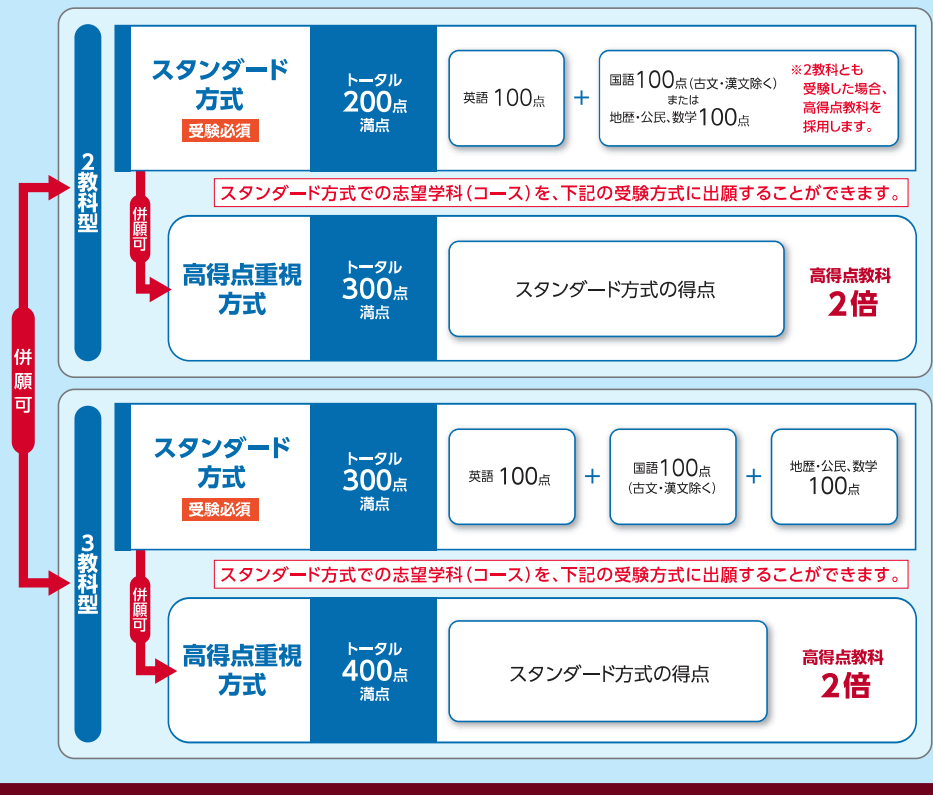 2教科型
スタンダード
方式
受験必須
トータル
200点
満点
英語 100点
+
国語100点(古文・漢文除く)
または
地歴・公民、数学100点
※2教科とも
受験した場合、
高得点教科を
採用します。
併願可
スタンダード方式での志望学科(コース)を、下記の受験方式に出願することができます。
高得点重視
方式
トータル
300点
満点
スタンダード方式の得点
高得点教科
2倍
併願可
3教科型
スタンダード
方式
受験必須
トータル
300点
満点
英語 100点
+
国語100点
(古文・漢文除く)
+
地歴・公民、数学
100点
併願可
スタンダード方式での志望学科(コース)を、下記の受験方式に出願することができます。
高得点重視
方式
トータル
400点
満点
スタンダード方式の得点
高得点教科
2倍